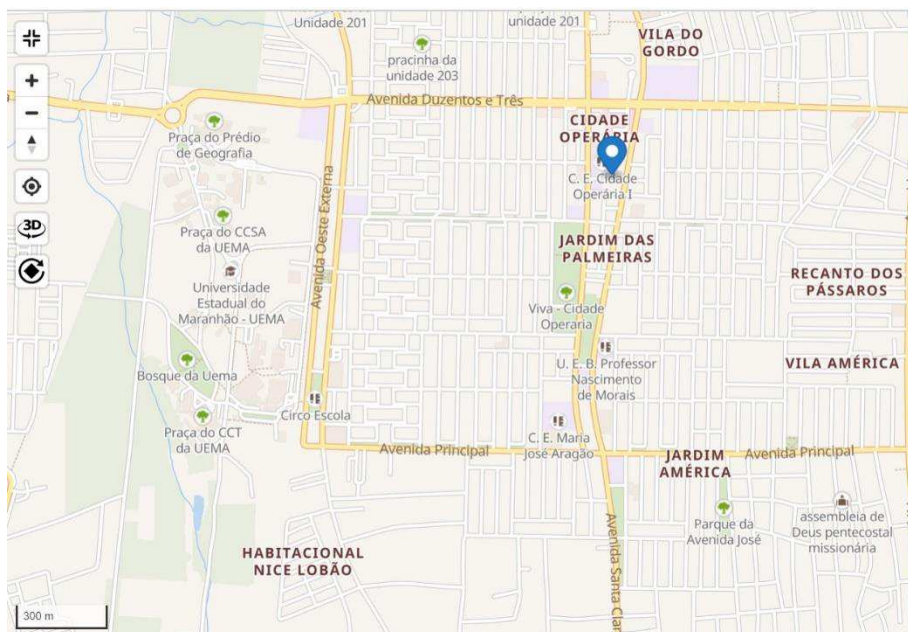 Unidade 201
unidade 201
VILA DO
GORDO
pracinha da
unidade 203
Avenida Duzentos e Três
Praça do Prédio
de Geografia
CIDADE
OPERÁRIA
C. E. Cidade
Operária I
3D
Praça do CCSA
da UEMA
Avenida Oeste Externa
JARDIM DAS
PALMEIRAS
Universidade
Estadual do
Maranhão - UEMA
RECANTO DOS
PÁSSAROS
Viva - Cidade
Operaria
Bosque da Uema
U. E. B. Professor
Nascimento
de Morais
VILA AMÉRICA
Circo Escola
Praça do CCT
da UEMA
Avenida Principal
C. E. Maria
José Aragão
JARDIM
AMÉRICA
Avenida Principal
Parque da
Avenida José
assembleia de
Deus pentecostal
missionária
Avenida Santa Clar
HABITACIONAL
NICE LOBÃO
300 m